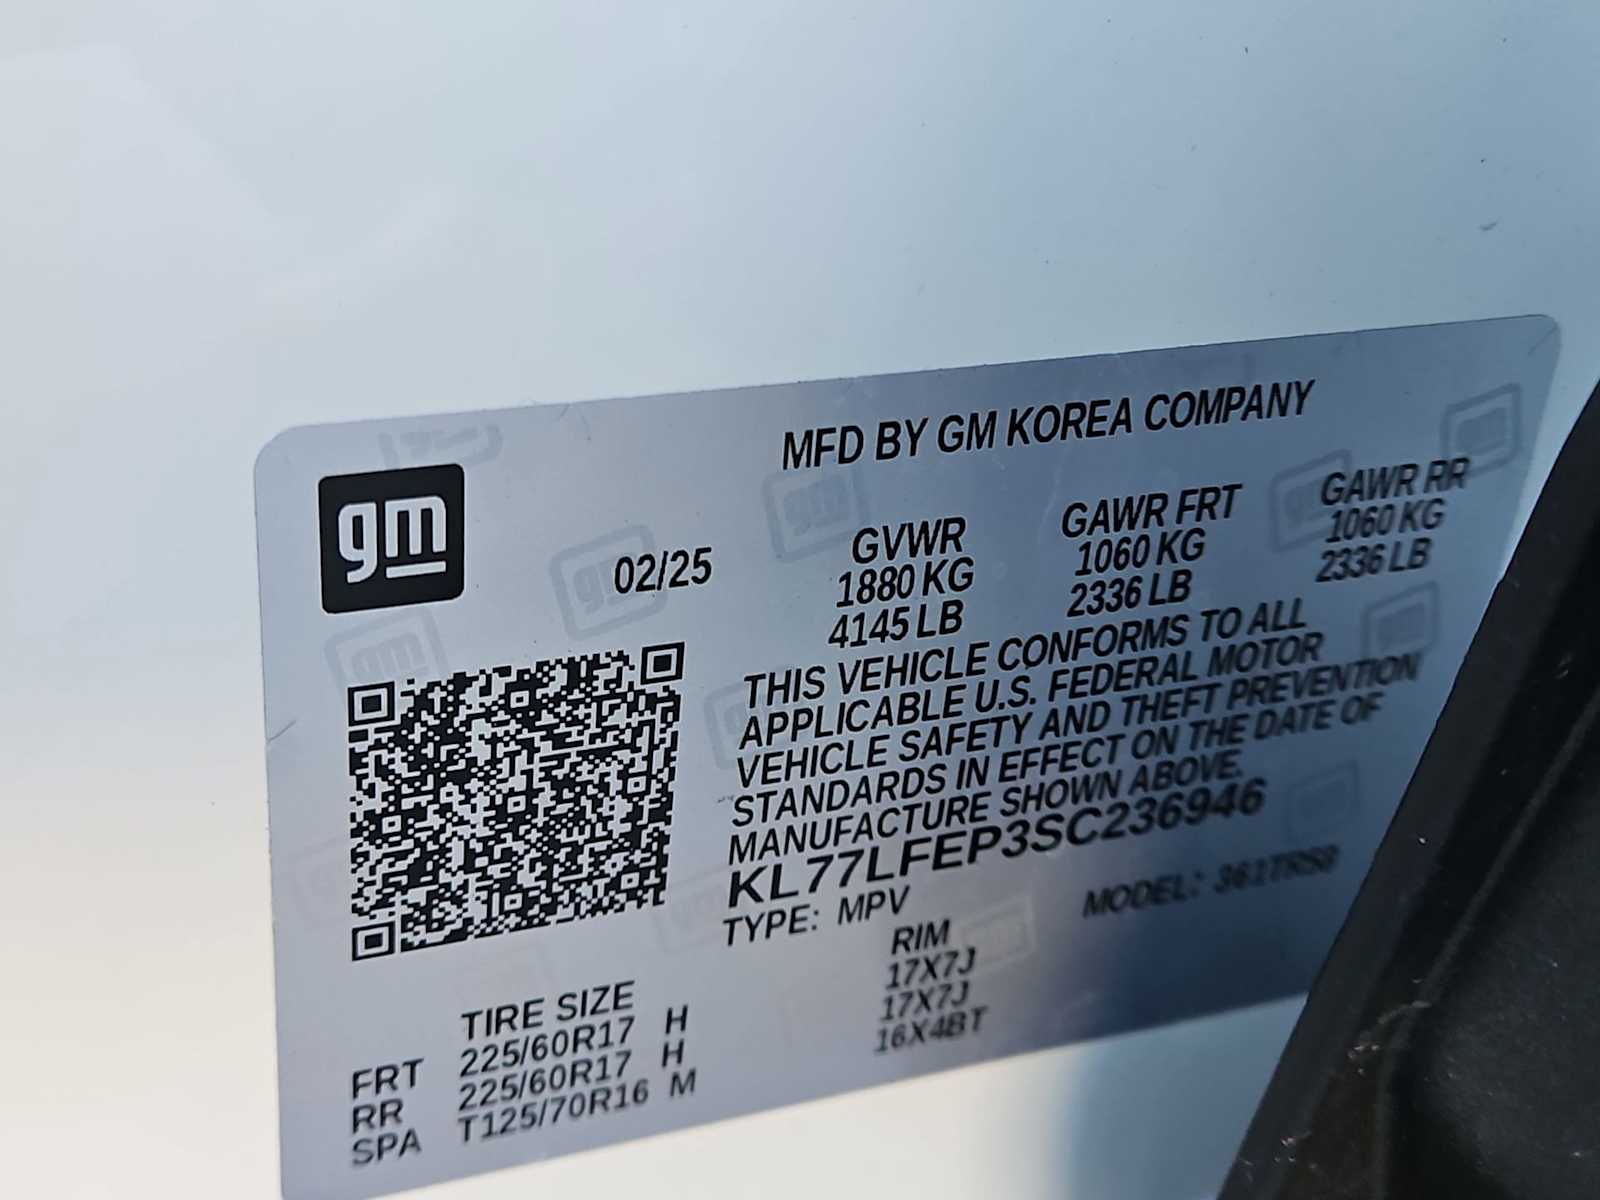 MFD BY GM KOREA COMPANY
gm
02/25
GVWR GAWR FRT GAWR RR
1880 KG 1060 KG 1060 KG
4145 LB 2336 LB 2336 LB
THIS VEHICLE CONFORMS TO ALL
APPLICABLE U.S. FEDERAL MOTOR
VEHICLE SAFETY AND THEFT PREVENTION
STANDARDS IN EFFECT ON THE DATE OF
MANUFACTURE SHOWN ABOVE.
KL77LFEP3SC236946
TYPE: MPV MODEL:
TIRE SIZE RIM
FRT 225/60R17 H 17X7J
RR 225/60R17 H 17X7J
SPA T125/70R16 M 16X4BT